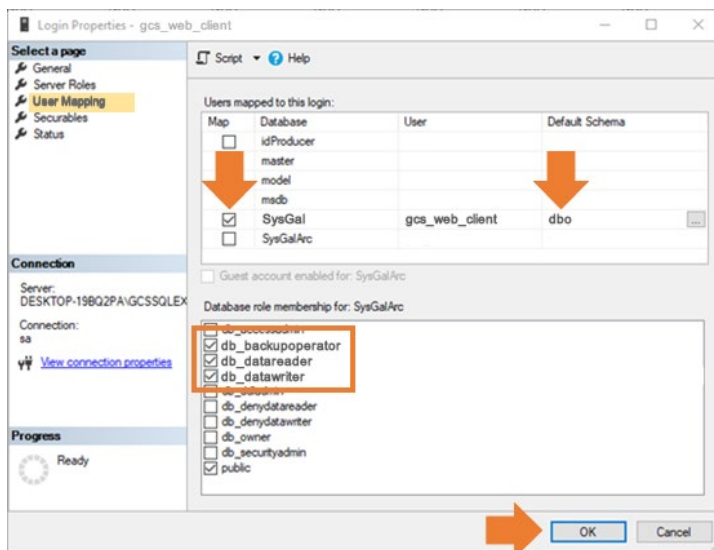 Login Properties - gcs_web_client
Select a page
General
Server Roles
User Mapping
Securables
Status
Script
Help
Users mapped to this login:
Map Database User Default Schema
idProducer
master
model
msdb
SysGal gcs_web_client dbo ...
SysGalArc
Guest account enabled for: SysGalArc
Database role membership for: SysGalArc
db_accessadmin
db_backupoperator
db_datareader
db_datawriter
db_ddladmin
db_denydatareader
db_denydatawriter
db_owner
db_securityadmin
public
Connection
Server:
DESKTOP-19BQ2PA\GCSSQLEX
Connection:
sa
View connection properties
Progress
Ready
OK Cancel